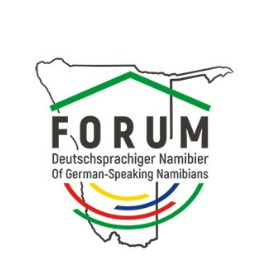 FORUM
Deutschsprachiger Namibier
Of German-Speaking Namibians